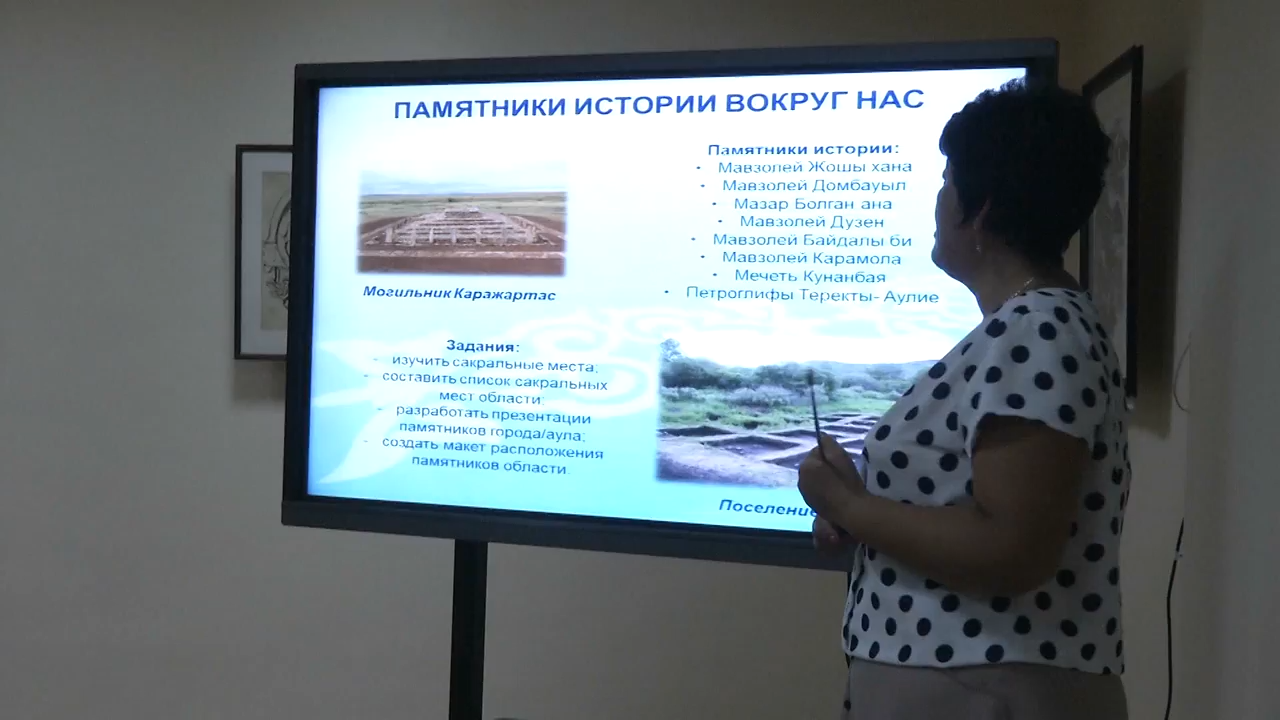 ПАМЯТНИКИ ИСТОРИИ ВОКРУГ НАС
Памятники истории:
• Мавзолей Жошы хана
• Мавзолей Домбауыл
• Мазар Болган ана
• Мавзолей Дузен
• Мавзолей Байдалы би
• Мавзолей Карамола
• Мечеть Кунанбая
• Петроглифы Теректы- Аулие
Могильник Каражартас
Задания:
- изучить сакральные места;
- составить список сакральных
мест области;
- разработать презентации
памятников города/аула;
- создать макет расположения
памятников области.
Поселение